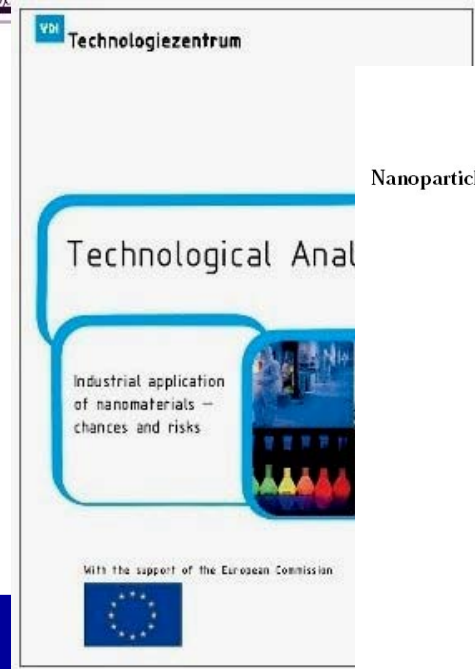 VDI
Technologiezentrum
Technological Anal
Industrial application
of nanomaterials –
chances and risks
With the support of the European Commission
Nanopartic